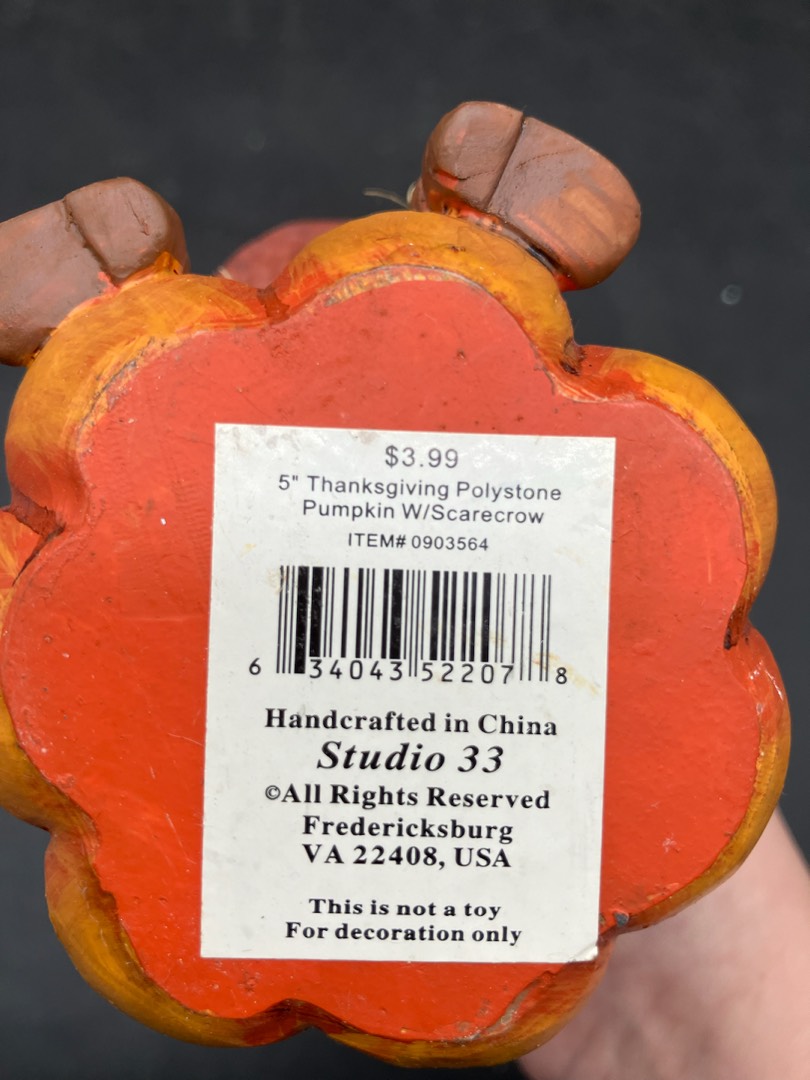 $3.99
5" Thanksgiving Polystone
Pumpkin W/Scarecrow
ITEM# 0903564
6 34043 52207 8
Handcrafted in China
Studio 33
©All Rights Reserved
Fredericksburg
VA 22408, USA
This is not a toy
For decoration only